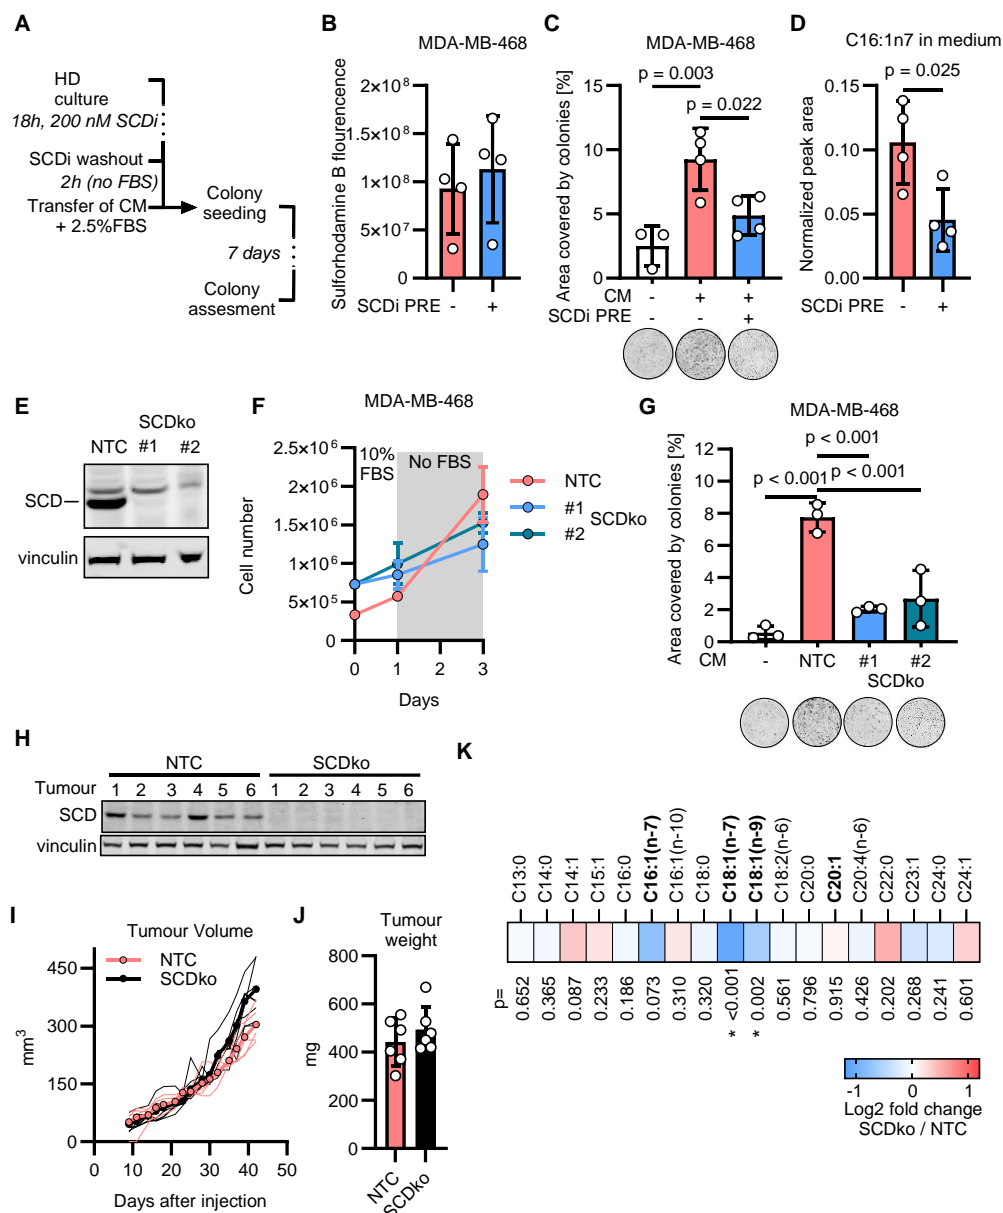 A
HD
culture
18h, 200 nM SCDi
SCDi washout
2h (no FBS)
Transfer of CM
+ 2.5%FBS
Colony
seeding
7 days
Colony
assesment
B
MDA-MB-468
Sulforhodamine B flourencence
2×10⁸
1×10⁸
1×10⁸
5×10⁷
0
SCDi PRE - +
C
MDA-MB-468
Area covered by colonies [%]
15
10
5
0
p = 0.003
p = 0.022
CM - + +
SCDi PRE - - +
D
C16:1n7 in medium
Normalized peak area
0.15
0.10
0.05
0.00
p = 0.025
SCDi PRE - +
E
SCDko
NTC #1 #2
SCD
vinculin
F
MDA-MB-468
Cell number
2.5×10⁶
2×10⁶
1.5×10⁶
1×10⁶
5×10⁵
0
10%
FBS
No FBS
0 1 3
Days
NTC
#1
#2
SCDko
G
MDA-MB-468
Area covered by colonies [%]
12
10
8
6
4
2
0
p < 0.001
p < 0.001
p < 0.001
CM - NTC #1 #2
SCDko
H
NTC SCDko
Tumour 1 2 3 4 5 6 1 2 3 4 5 6
SCD
vinculin
I
Tumour Volume
NTC
SCDko
mm³
450
300
150
0
0 10 20 30 40 50
Days after injection
J
Tumour
weight
mg
800
600
400
200
0
NTC
SCDko
K
C13:0
C14:0
C14:1
C15:1
C16:0
C16:1(n-7)
C16:1(n-10)
C18:0
C18:1(n-7)
C18:1(n-9)
C18:2(n-6)
C20:0
C20:1
C20:4(n-6)
C22:0
C23:1
C24:0
C24:1
p=
0.652
0.365
0.087
0.233
0.186
0.073
0.310
0.320
* <0.001
* 0.002
0.561
0.796
0.915
0.426
0.202
0.268
0.241
0.601
-1 0 1
Log2 fold change
SCDko / NTC